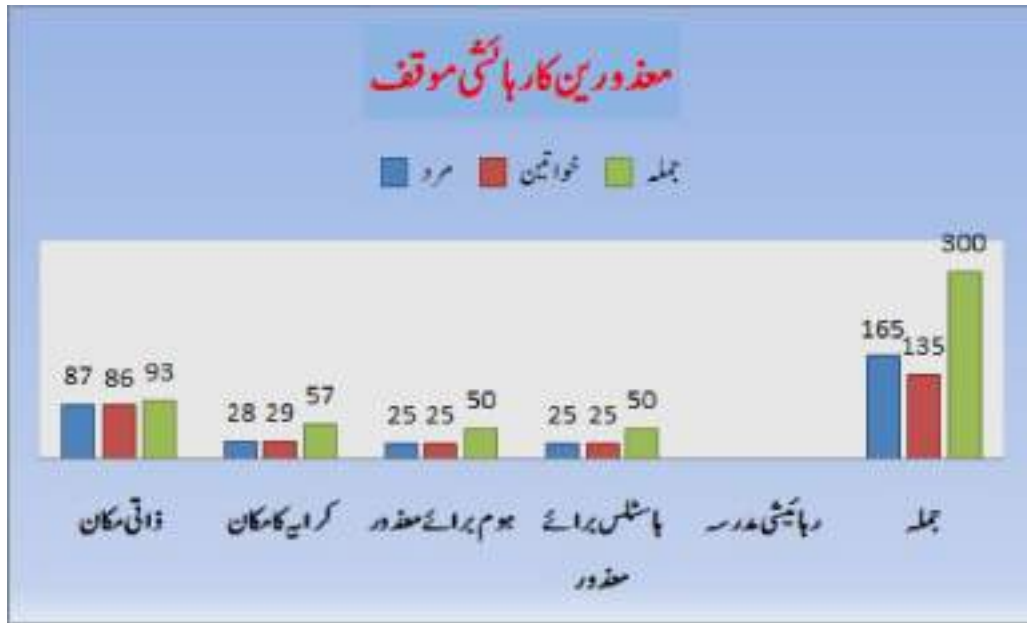 معذورین کا رہائشی موقف
مرد خواتین جملہ
87 86 93 28 29 57 25 25 50 25 25 50 165 135 300
ذاتی مکان کرایہ کا مکان ہوم برائے معذور ہاسٹلس برائے معذور رہائیشی مدرسہ جملہ